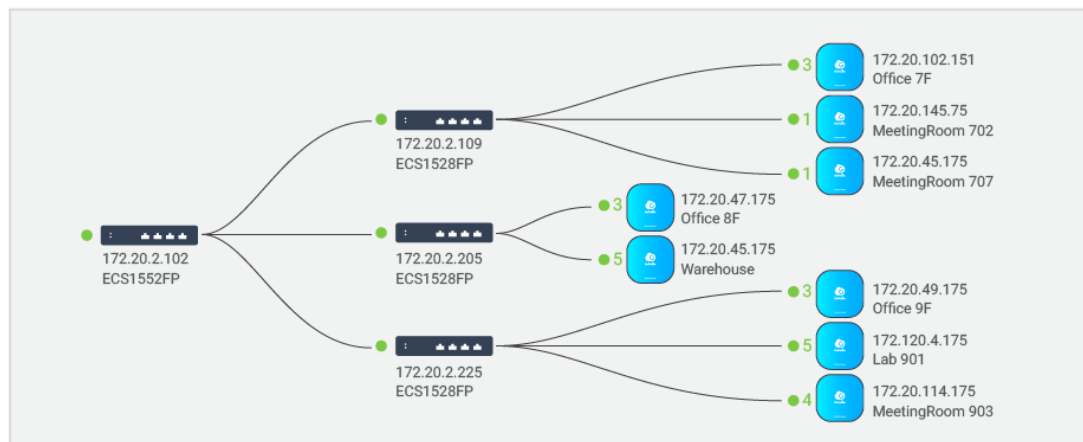 3
172.20.102.151
Office 7F
1
172.20.145.75
MeetingRoom 702
172.20.2.109
ECS1528FP
1
172.20.45.175
MeetingRoom 707
3
172.20.47.175
Office 8F
172.20.2.102
ECS1552FP
172.20.2.205
ECS1528FP
5
172.20.45.175
Warehouse
3
172.20.49.175
Office 9F
5
172.120.4.175
Lab 901
172.20.2.225
ECS1528FP
4
172.20.114.175
MeetingRoom 903